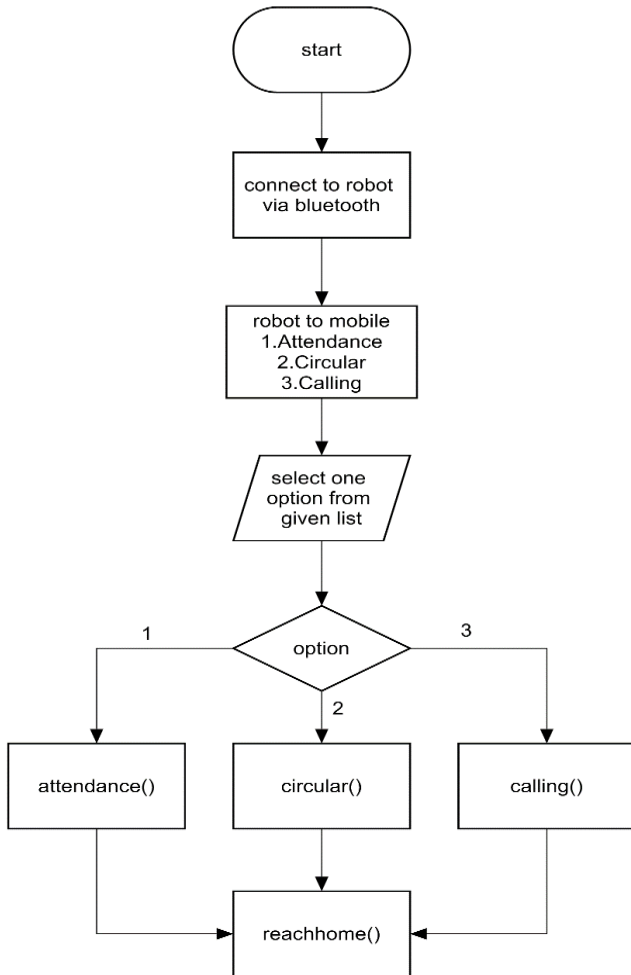 start
connect to robot
via bluetooth
robot to mobile
1.Attendance
2.Circular
3.Calling
select one
option from
given list
option
1
2
3
attendance()
circular()
calling()
reachhome()